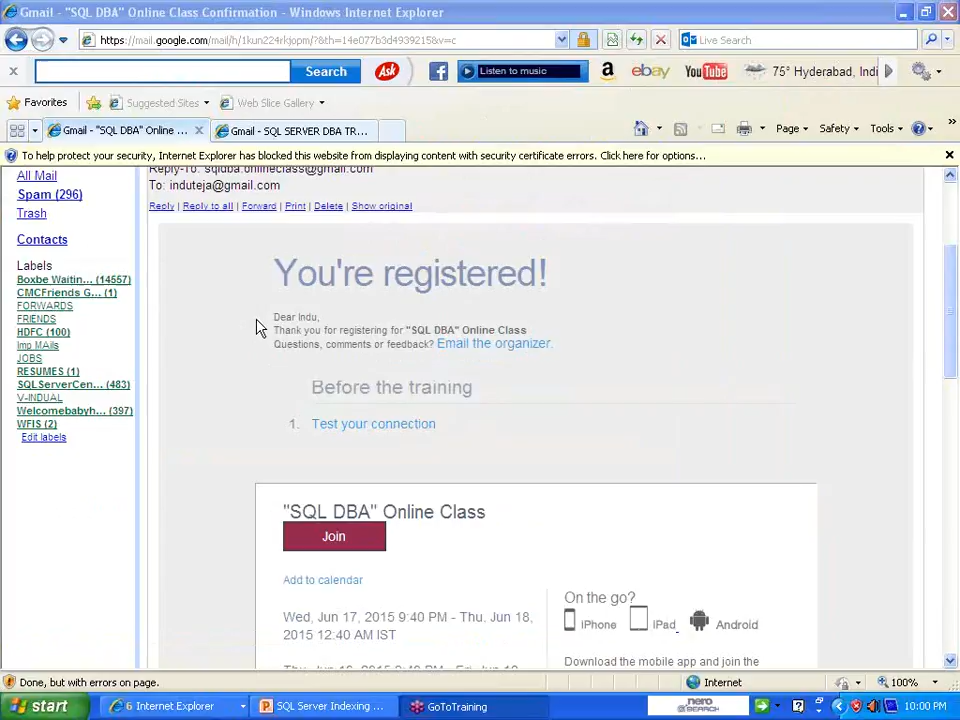 Gmail - "SQL DBA" Online Class Confirmation - Windows Internet Explorer
https://mail.google.com/mail/h/1kun224rkjopm/?&th=14e077b3d4939215&v=c
Live Search
Search
Ask
Listen to music
ebay
YouTube
75° Hyderabad, Indi
Favorites
Suggested Sites
Web Slice Gallery
Gmail - "SQL DBA" Online ...
Gmail - SQL SERVER DBA TR...
Page
Safety
Tools
To help protect your security, Internet Explorer has blocked this website from displaying content with security certificate errors. Click here for options...
All Mail
Spam (296)
Trash
Contacts
Labels
Boxbe Waitin... (14557)
CMCFriends G... (1)
FORWARDS
FRIENDS
HDFC (100)
Imp MAils
JOBS
RESUMES (1)
SQLServerCen... (483)
V-INDUAL
Welcomebabyh... (397)
WFIS (2)
Edit labels
Reply-To: sqldba.onlineclass@gmail.com
To: induteja@gmail.com
Reply | Reply to all | Forward | Print | Delete | Show original
You're registered!
Dear Indu,
Thank you for registering for "SQL DBA" Online Class
Questions, comments or feedback? Email the organizer.
Before the training
1. Test your connection
"SQL DBA" Online Class
Join
Add to calendar
Wed, Jun 17, 2015 9:40 PM - Thu, Jun 18,
2015 12:40 AM IST
On the go?
iPhone iPad Android
Download the mobile app and join the
Done, but with errors on page.
Internet
100%
start
6 Internet Explorer
SQL Server Indexing ...
GoToTraining
nero
SEARCH
10:00 PM